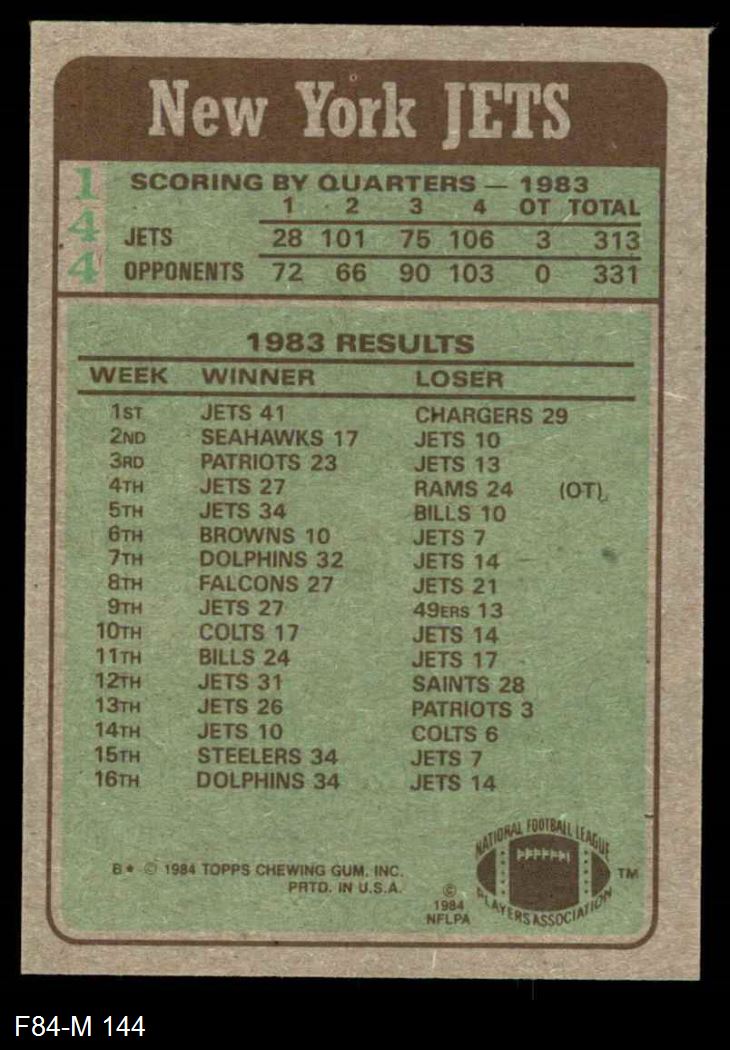 New York JETS
144
SCORING BY QUARTERS — 1983
1 2 3 4 OT TOTAL
JETS 28 101 75 106 3 313
OPPONENTS 72 66 90 103 0 331
1983 RESULTS
WEEK WINNER LOSER
1ST JETS 41 CHARGERS 29
2ND SEAHAWKS 17 JETS 10
3RD PATRIOTS 23 JETS 13
4TH JETS 27 RAMS 24 (OT)
5TH JETS 34 BILLS 10
6TH BROWNS 10 JETS 7
7TH DOLPHINS 32 JETS 14
8TH FALCONS 27 JETS 21
9TH JETS 27 49ERS 13
10TH COLTS 17 JETS 14
11TH BILLS 24 JETS 17
12TH JETS 31 SAINTS 28
13TH JETS 26 PATRIOTS 3
14TH JETS 10 COLTS 6
15TH STEELERS 34 JETS 7
16TH DOLPHINS 34 JETS 14
B* © 1984 TOPPS CHEWING GUM, INC.
PRTD. IN U.S.A.
© 1984 NFLPA
NATIONAL FOOTBALL LEAGUE
PLAYERS ASSOCIATION
TM
F84-M 144